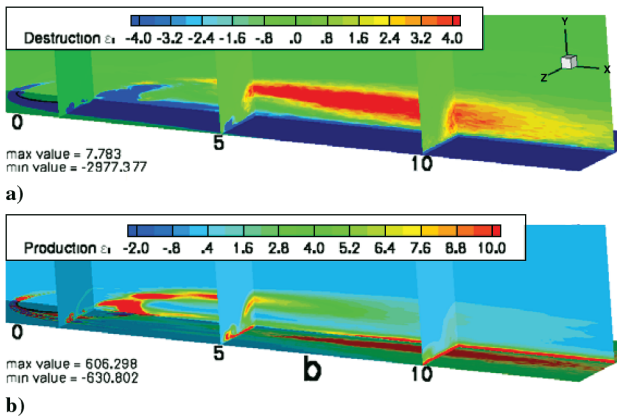 Destruction ε₁ -4.0 -3.2 -2.4 -1.6 -.8 .0 .8 1.6 2.4 3.2 4.0
Y
Z X
0
5
10
max value = 7.783
min value = -2977.377
a)
Production ε₁ -2.0 -.8 .4 1.6 2.8 4.0 5.2 6.4 7.6 8.8 10.0
0
5
b
10
max value = 606.298
min value = -630.802
b)